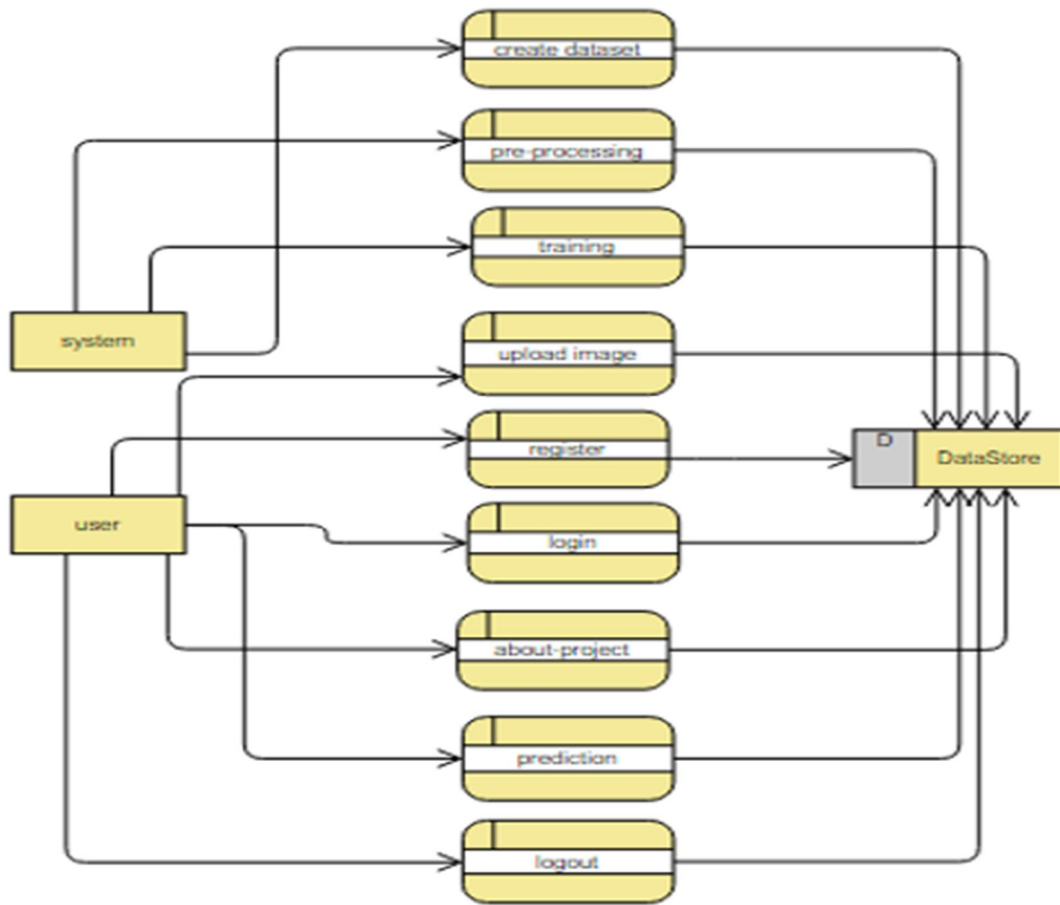 create dataset
pre-processing
training
system
upload image
register
D
DataStore
user
login
about-project
prediction
logout